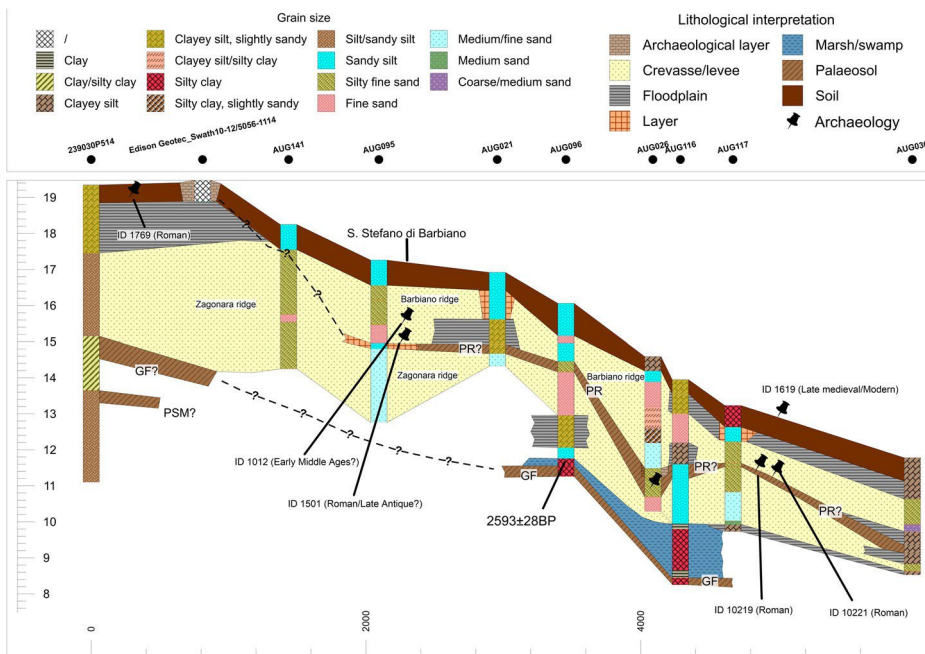 Grain size
/
Clay
Clay/silty clay
Clayey silt
Clayey silt, slightly sandy
Clayey silt/silty clay
Silty clay
Silty clay, slightly sandy
Silt/sandy silt
Sandy silt
Silty fine sand
Fine sand
Medium/fine sand
Medium sand
Coarse/medium sand
Lithological interpretation
Archaeological layer
Crevasse/levee
Floodplain
Layer
Marsh/swamp
Palaeosol
Soil
Archaeology
239030P514
Edison Geotec_Swath10-12/5056-1114
AUG141
AUG095
AUG021
AUG096
AUG026
AUG116
AUG117
19
18
17
16
15
14
13
12
11
10
9
8
ID 1769 (Roman)
?
?
?
S. Stefano di Barbiano
Zagonara ridge
Barbiano ridge
PR?
Zagonara ridge
PR
Barbiano ridge
ID 1619 (Late medieval/Modern)
GF?
PSM?
?
?
?
?
?
ID 1012 (Early Middle Ages?)
ID 1501 (Roman/Late Antique?)
GF
2593±28BP
PR?
PR?
GF
ID 10219 (Roman)
ID 10221 (Roman)
0
2000
4000